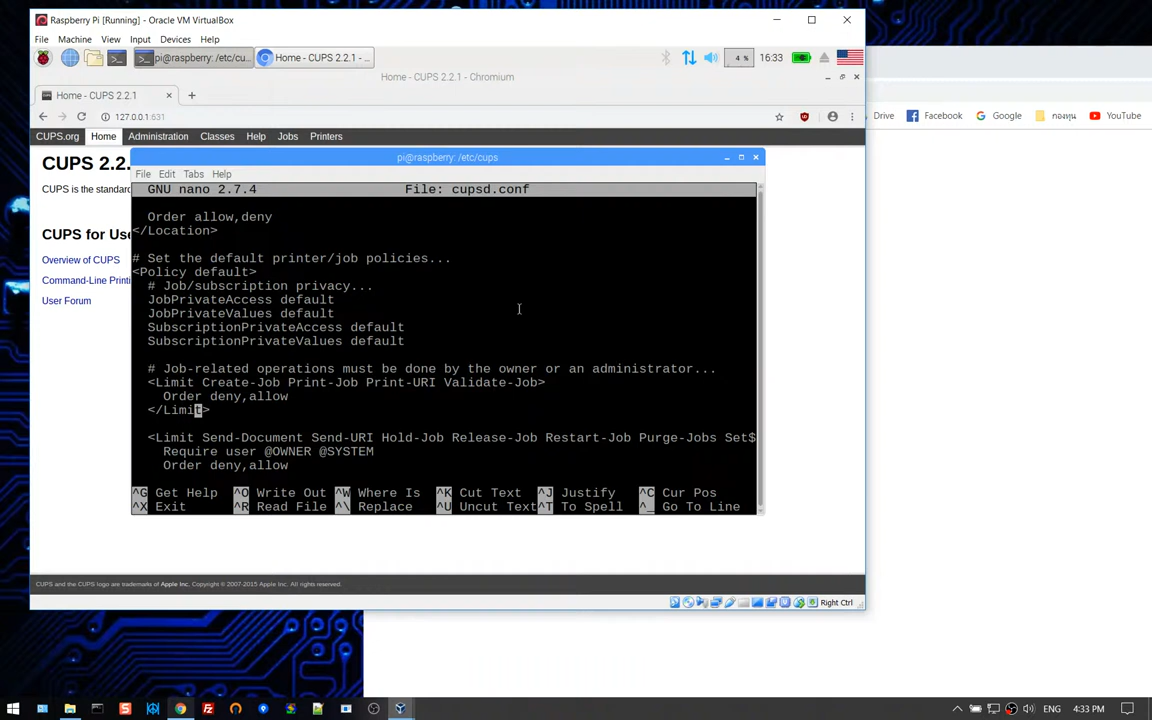 Raspberry Pi [Running] - Oracle VM VirtualBox
File Machine View Input Devices Help
pi@raspberry: /etc/cu... Home - CUPS 2.2.1 - ... 4 % 16:33
Home - CUPS 2.2.1 - Chromium
Home - CUPS 2.2.1
127.0.0.1:631
Drive Facebook Google กองทุน YouTube
CUPS.org Home Administration Classes Help Jobs Printers
CUPS 2.2.
CUPS is the standard
CUPS for Use
Overview of CUPS
Command-Line Printi
User Forum
pi@raspberry: /etc/cups
File Edit Tabs Help
GNU nano 2.7.4 File: cupsd.conf
Order allow,deny
</Location>
# Set the default printer/job policies...
<Policy default>
# Job/subscription privacy...
JobPrivateAccess default
JobPrivateValues default
SubscriptionPrivateAccess default
SubscriptionPrivateValues default
# Job-related operations must be done by the owner or an administrator...
<Limit Create-Job Print-Job Print-URI Validate-Job>
Order deny,allow
</Limit>
<Limit Send-Document Send-URI Hold-Job Release-Job Restart-Job Purge-Jobs Set$
Require user @OWNER @SYSTEM
Order deny,allow
^G Get Help ^O Write Out ^W Where Is ^K Cut Text ^J Justify ^C Cur Pos
^X Exit ^R Read File ^\ Replace ^U Uncut Text ^T To Spell ^_ Go To Line
CUPS and the CUPS logo are trademarks of Apple Inc. Copyright © 2007-2015 Apple Inc. All rights reserved.
Right Ctrl
ENG 4:33 PM